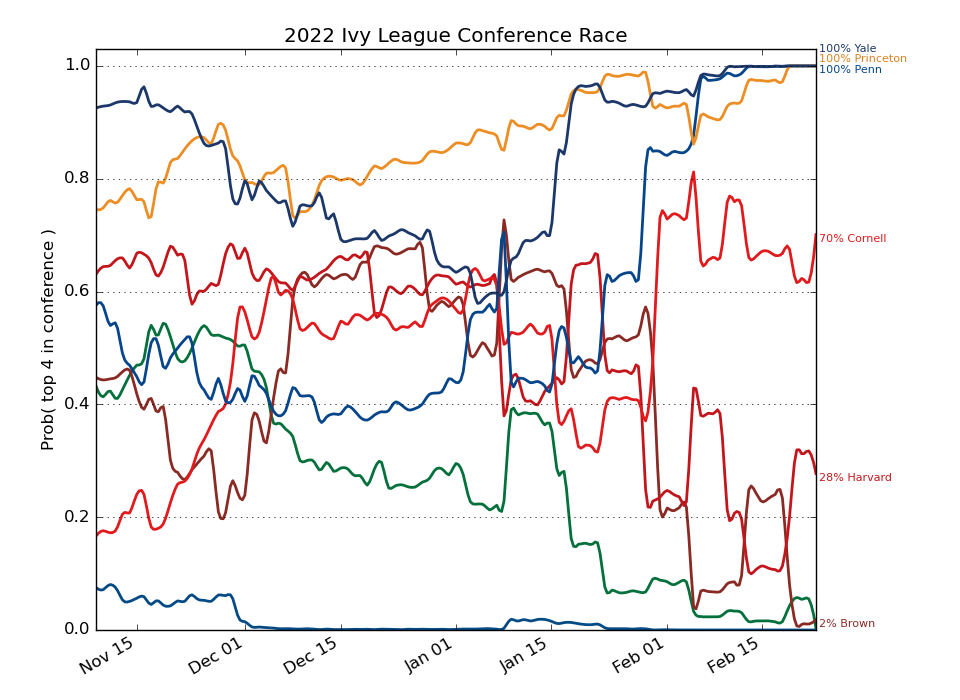 2022 Ivy League Conference Race
Prob( top 4 in conference )
1.0
0.8
0.6
0.4
0.2
0.0
Nov 15
Dec 01
Dec 15
Jan 01
Jan 15
Feb 01
Feb 15
100% Yale
100% Princeton
100% Penn
70% Cornell
28% Harvard
2% Brown